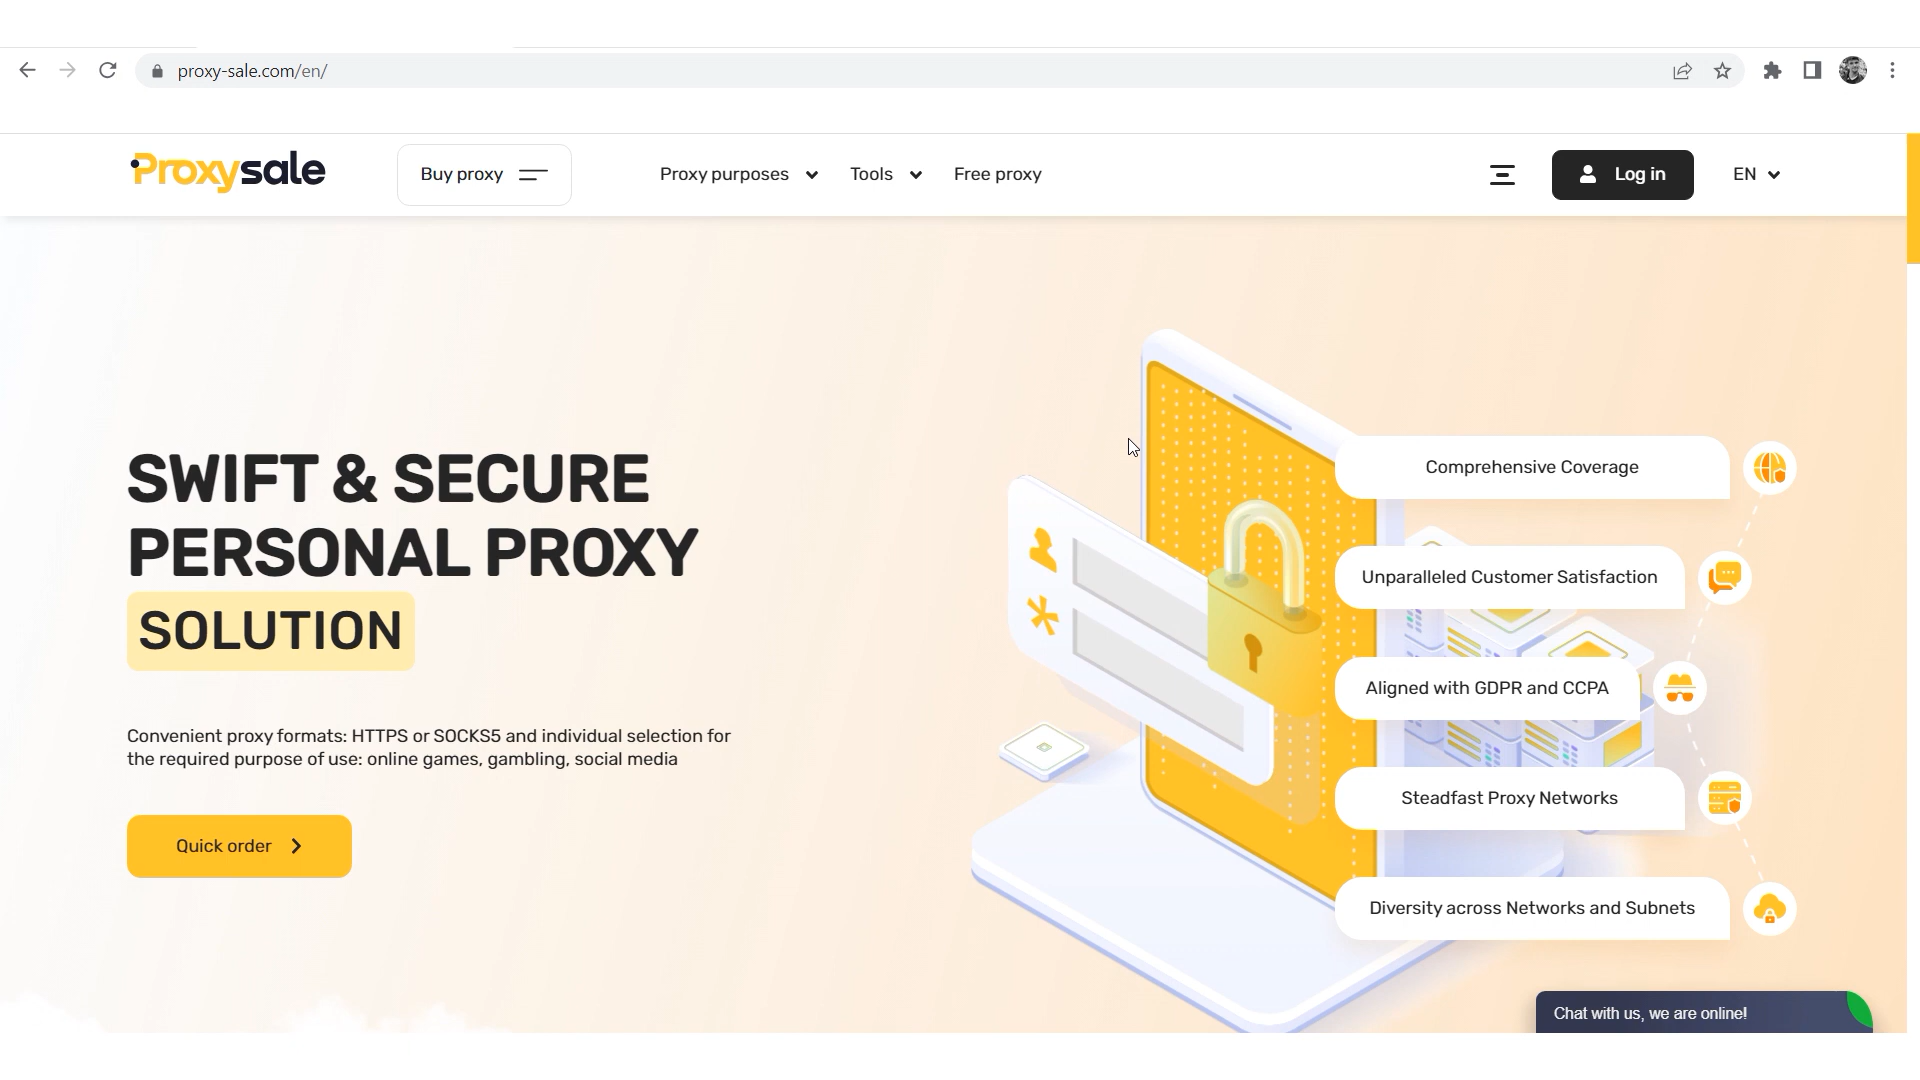 proxy-sale.com/en/
Proxysale
Buy proxy
Proxy purposes
Tools
Free proxy
Log in
EN
SWIFT & SECURE
PERSONAL PROXY
SOLUTION
Convenient proxy formats: HTTPS or SOCKS5 and individual selection for
the required purpose of use: online games, gambling, social media
Quick order
Comprehensive Coverage
Unparalleled Customer Satisfaction
Aligned with GDPR and CCPA
Steadfast Proxy Networks
Diversity across Networks and Subnets
Chat with us, we are online!